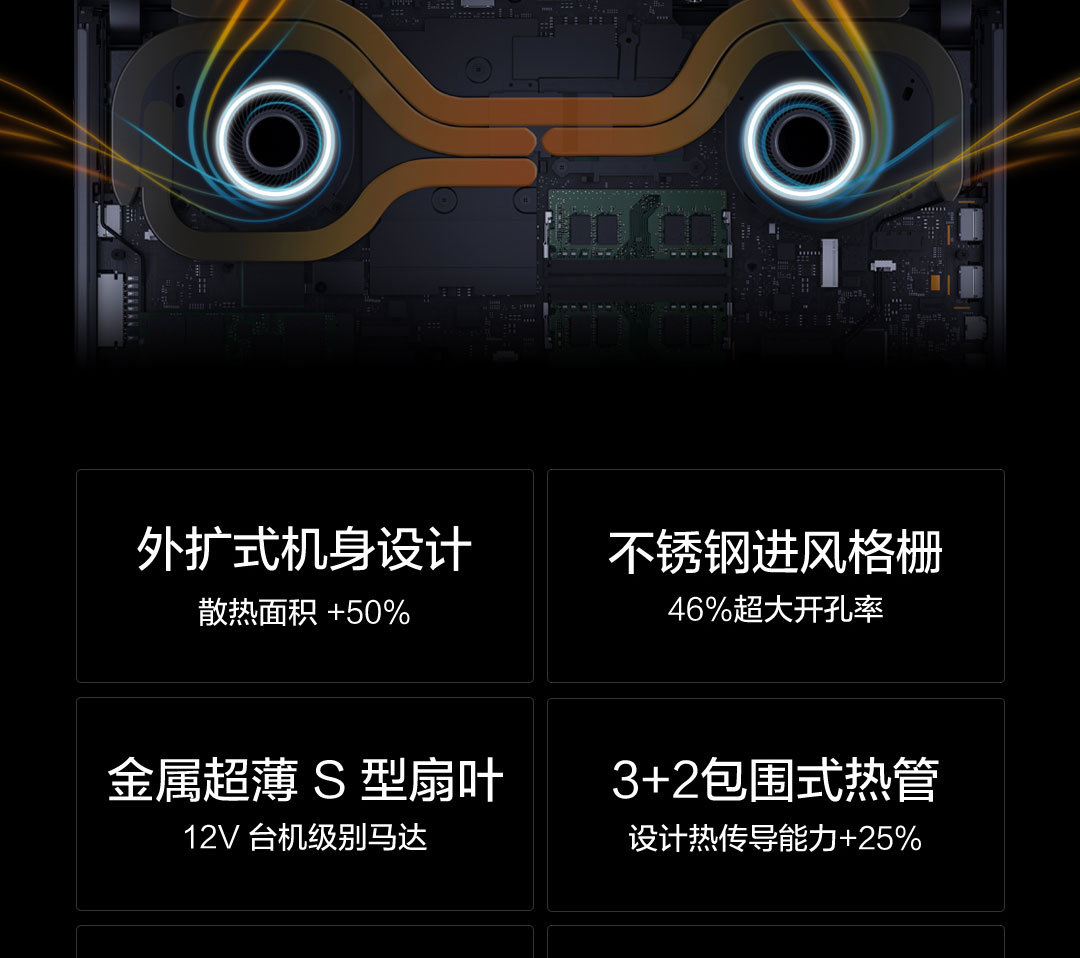 外扩式机身设计
散热面积 +50%
不锈钢进风格栅
46%超大开孔率
金属超薄 S 型扇叶
12V 台机级别马达
3+2包围式热管
设计热传导能力+25%